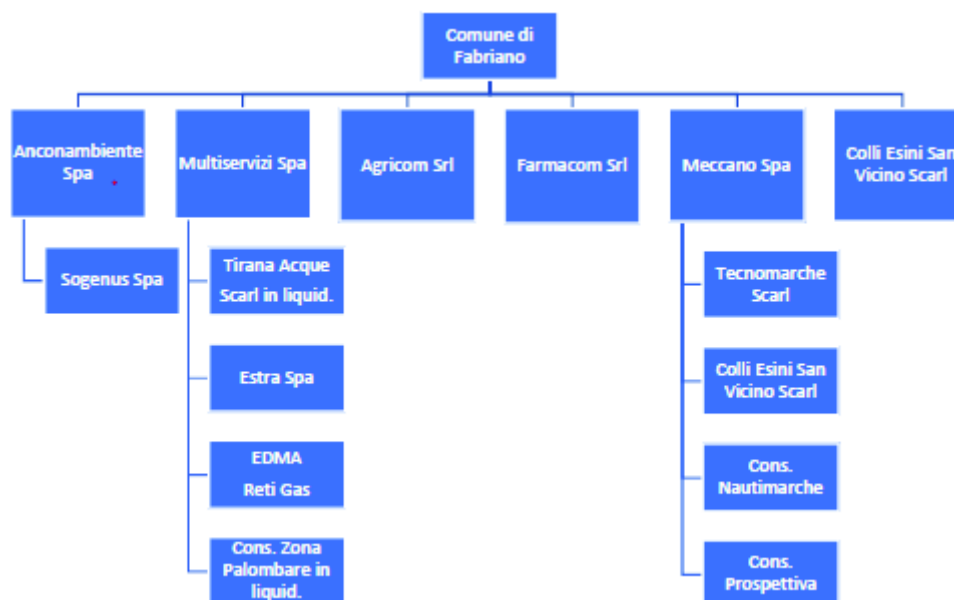 Comune di
Fabriano
Anconambiente
Spa
Multiservizi Spa
Agricom Srl
Farmacom Srl
Meccano Spa
Colli Esini San
Vicino Scarl
Sogenus Spa
Tirana Acque
Scarl in liquid.
Estra Spa
EDMA
Reti Gas
Cons. Zona
Palombare in
liquid.
Tecnomarche
Scarl
Colli Esini San
Vicino Scarl
Cons.
Nautimarche
Cons.
Prospettiva